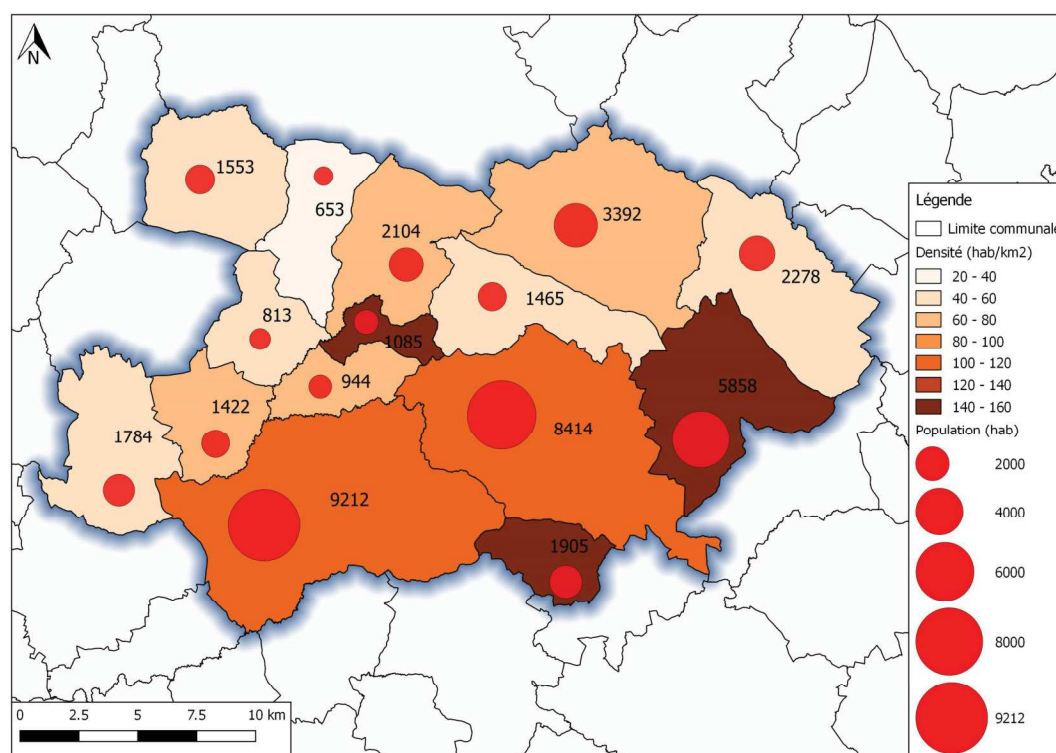 N
1553
653
2104
3392
2278
813
1465
1085
944
5858
1422
1784
8414
9212
1905
0 2.5 5 7.5 10 km
Légende
Limite communale
Densité (hab/km2)
20 - 40
40 - 60
60 - 80
80 - 100
100 - 120
120 - 140
140 - 160
Population (hab)
2000
4000
6000
8000
9212